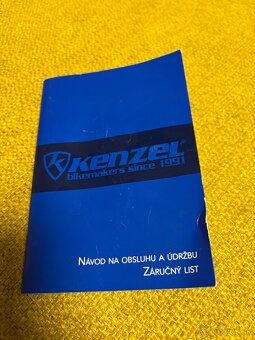 KENZEL
bikemakers since 1991
NÁVOD NA OBSLUHU A ÚDRŽBU
ZÁRUČNÝ LIST